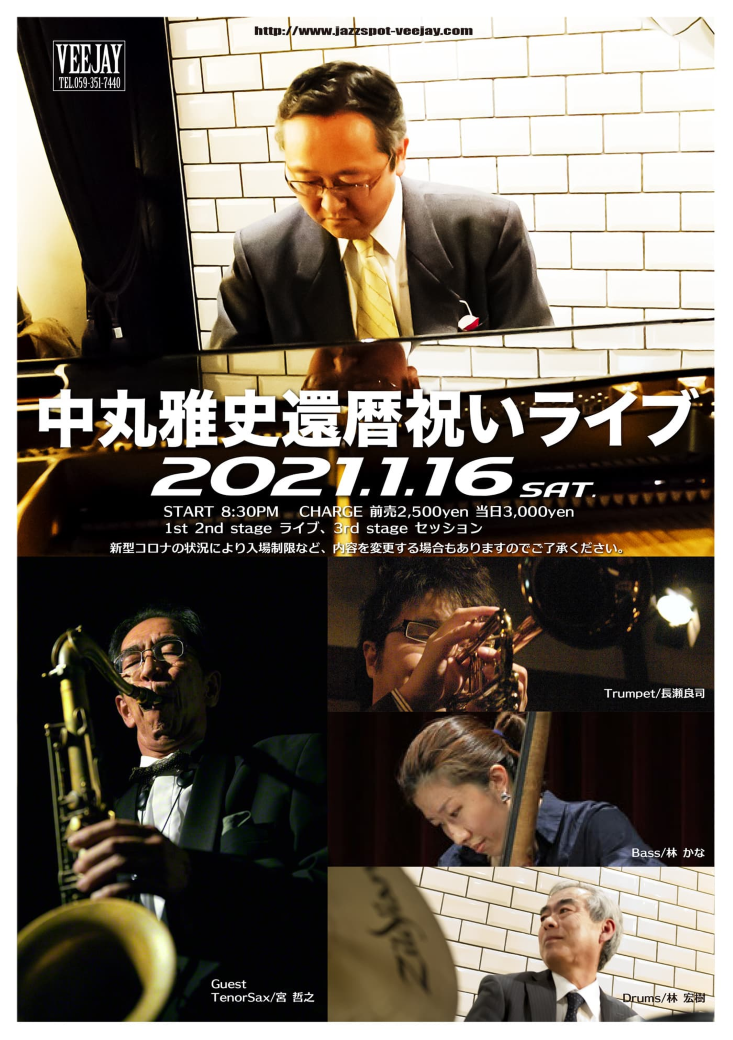 http://www.jazzspot-veejay.com
VEEJAY
TEL.059-351-7440
中丸雅史還暦祝いライブ
2021.1.16 SAT.
START 8:30PM CHARGE 前売2,500yen 当日3,000yen
1st 2nd stage ライブ、3rd stage セッション
新型コロナの状況により入場制限など、内容を変更する場合もありますのでご了承ください。
Trumpet/長瀬良司
Bass/林 かな
Guest
TenorSax/宮 哲之
Drums/林 宏樹
Zildjian